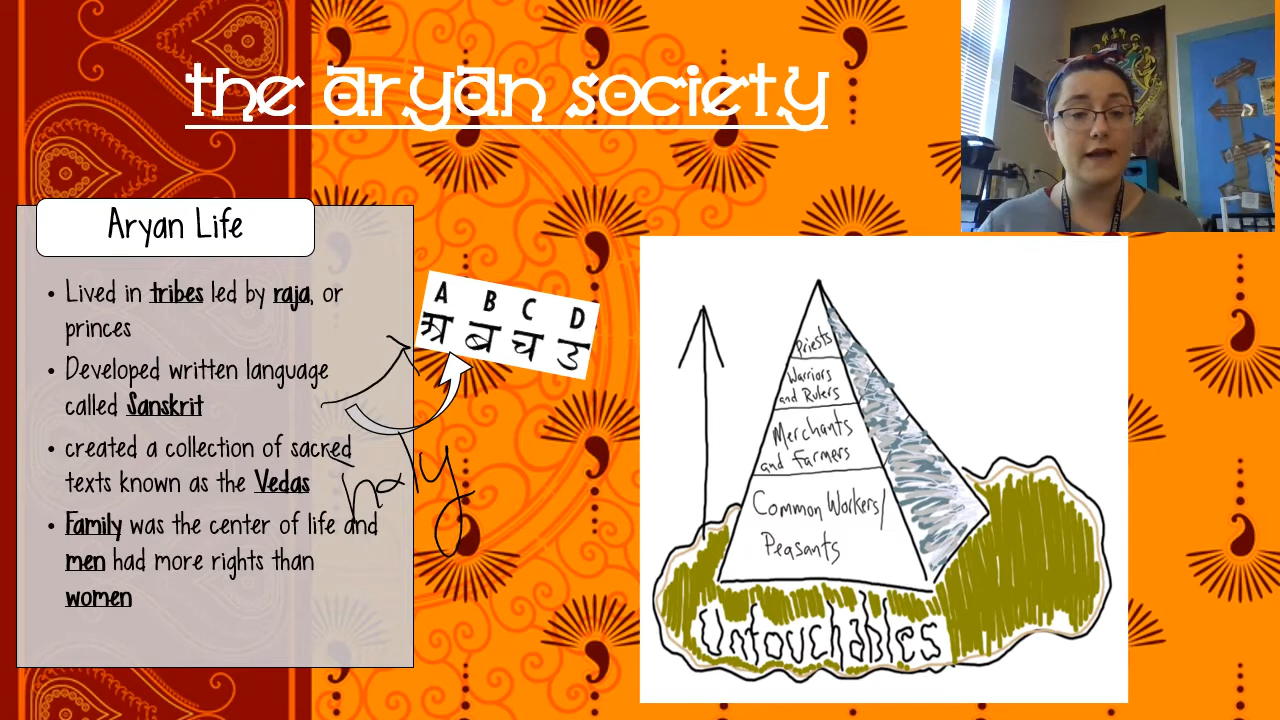 the aryan society
Aryan Life
• Lived in tribes led by raja, or
princes
• Developed written language
called Sanskrit
• created a collection of sacred
texts known as the Vedas
• Family was the center of life and
men had more rights than
women
holy
A B C D
अ ब च ड
Priests
Warriors
and Rulers
Merchants
and farmers
Common Workers/
Peasants
Untouchables